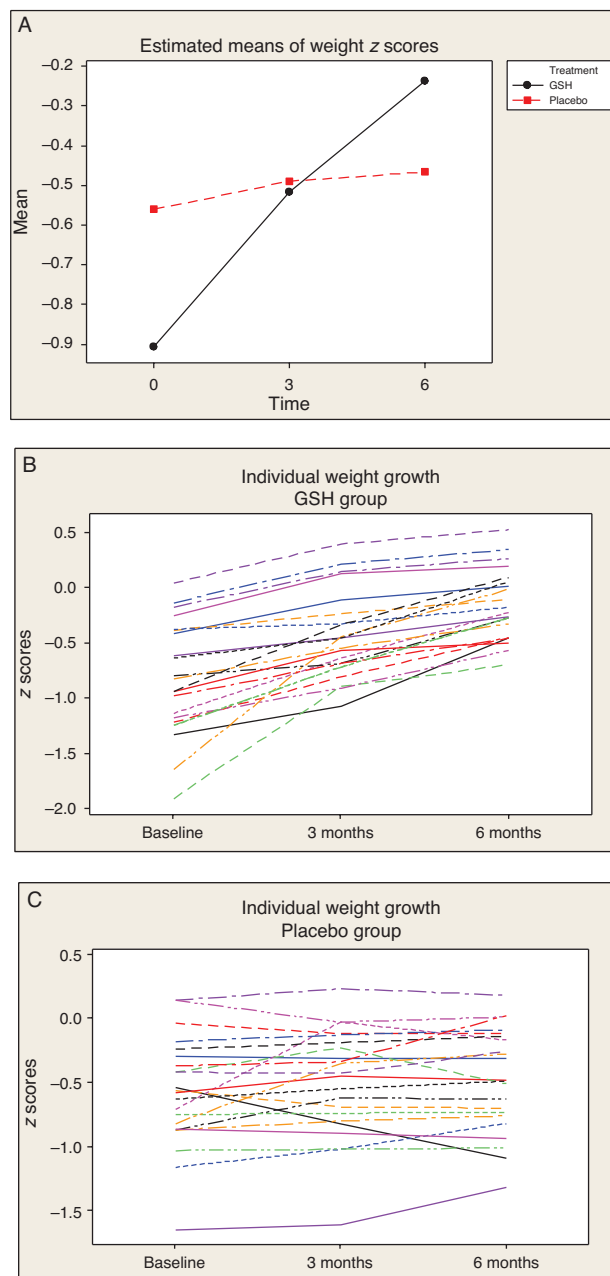 A
Estimated means of weight z scores
Treatment
GSH
Placebo
Mean
−0.2
−0.3
−0.4
−0.5
−0.6
−0.7
−0.8
−0.9
0
3
6
Time
B
Individual weight growth
GSH group
z scores
0.5
0.0
−0.5
−1.0
−1.5
−2.0
Baseline
3 months
6 months
C
Individual weight growth
Placebo group
z scores
0.5
0.0
−0.5
−1.0
−1.5
Baseline
3 months
6 months